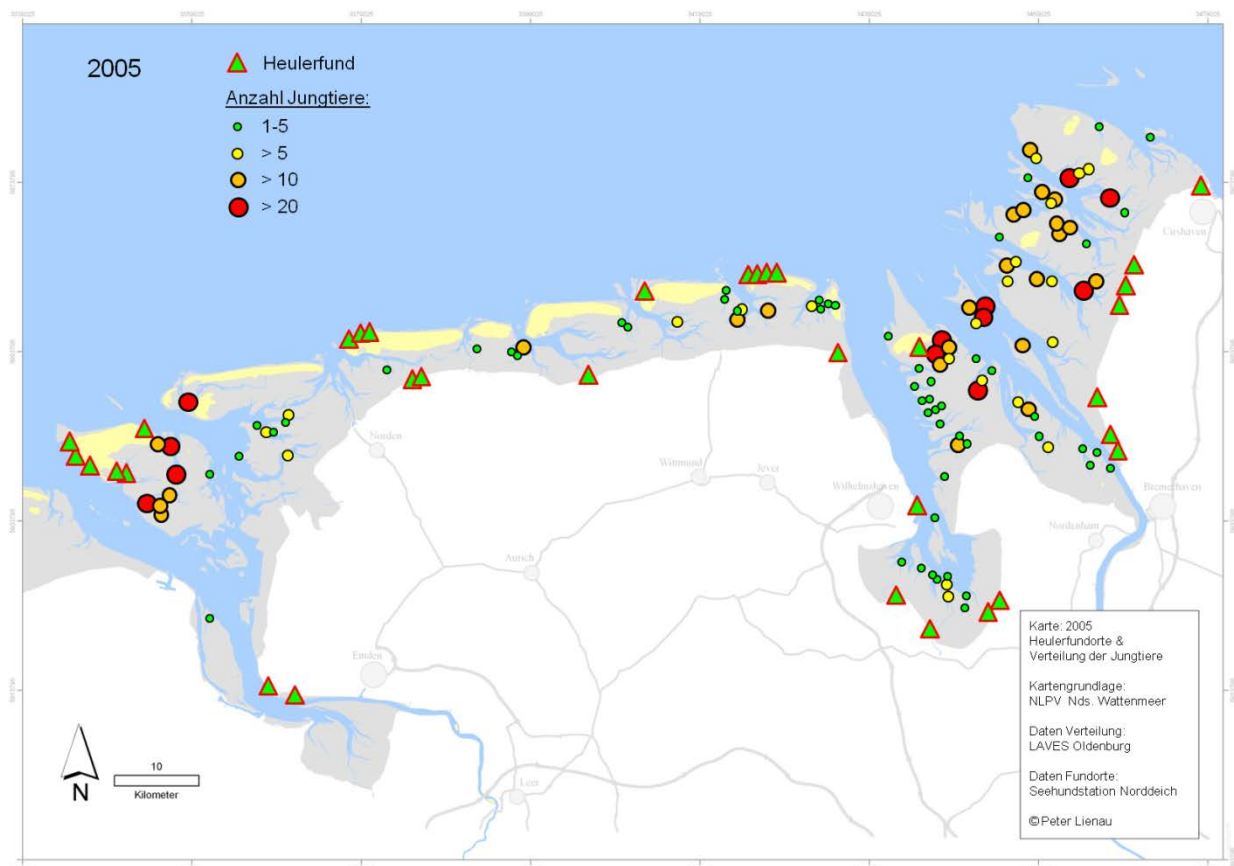 2005
Heulerfund
Anzahl Jungtiere:
1-5
> 5
> 10
> 20
Cuxhaven
Norden
Wittmund
Jever
Wilhelmshaven
Bremerhaven
Nordenham
Aurich
Emden
Leer
10
Kilometer
N
Karte: 2005
Heulerfundorte &
Verteilung der Jungtiere
Kartengrundlage:
NLPV Nds. Wattenmeer
Daten Verteilung:
LAVES Oldenburg
Daten Fundorte:
Seehundstation Norddeich
©Peter Lienau